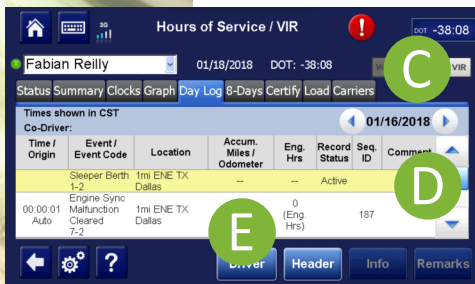 3G
Hours of Service / VIR
!
DOT -38:08
Fabian Reilly
01/18/2018 DOT: -38:08
W
VIR
C
Status Summary Clocks Graph Day Log 8-Days Certify Load Carriers
Times shown in CST
Co-Driver:
01/16/2018
Time / Origin
Event / Event Code
Location
Accum. Miles / Odometer
Eng. Hrs
Record Status
Seq. ID
Comment
Sleeper Berth 1-2
1mi ENE TX Dallas
--
--
Active
D
00:00:01 Auto
Engine Sync Malfunction Cleared 7-2
1mi ENE TX Dallas
0 (Eng. Hrs)
187
E
?
Driver
Header
Info
Remarks